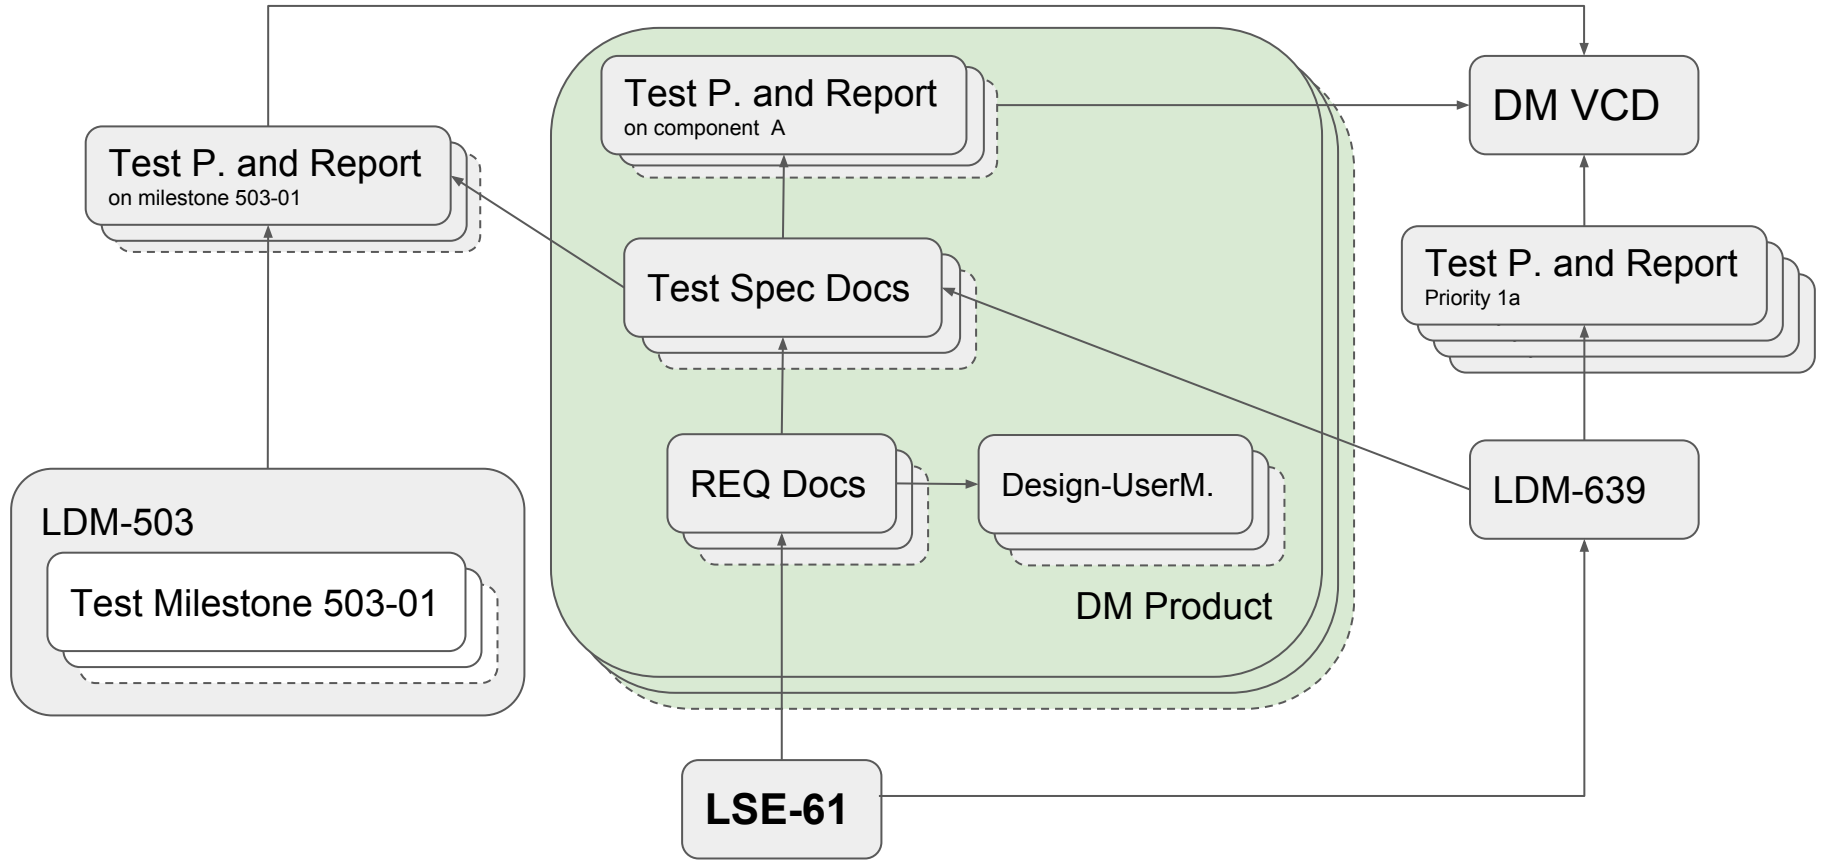 Test P. and Report
on component A
DM VCD
Test P. and Report
on milestone 503-01
Test Spec Docs
Test P. and Report
Priority 1a
REQ Docs
Design-UserM.
LDM-639
LDM-503
Test Milestone 503-01
DM Product
LSE-61